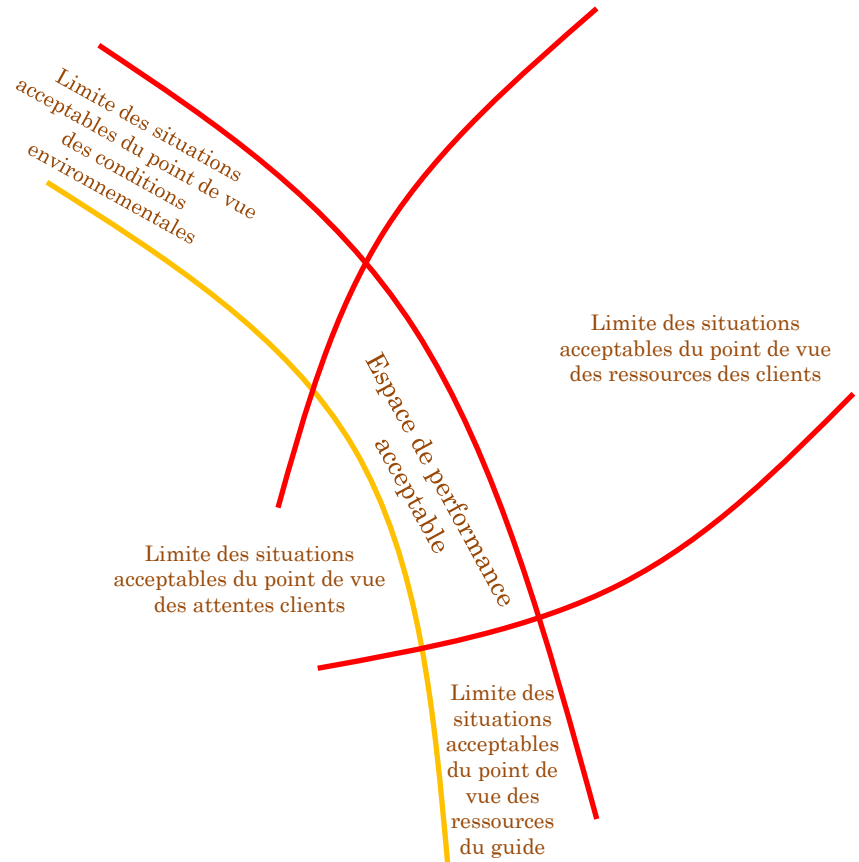 Limite des situations
acceptables du point de vue
des conditions
environnementales
Limite des situations
acceptables du point de vue
des ressources des clients
Espace de performance
acceptable
Limite des situations
acceptables du point de vue
des attentes clients
Limite des
situations
acceptables
du point de
vue des
ressources
du guide